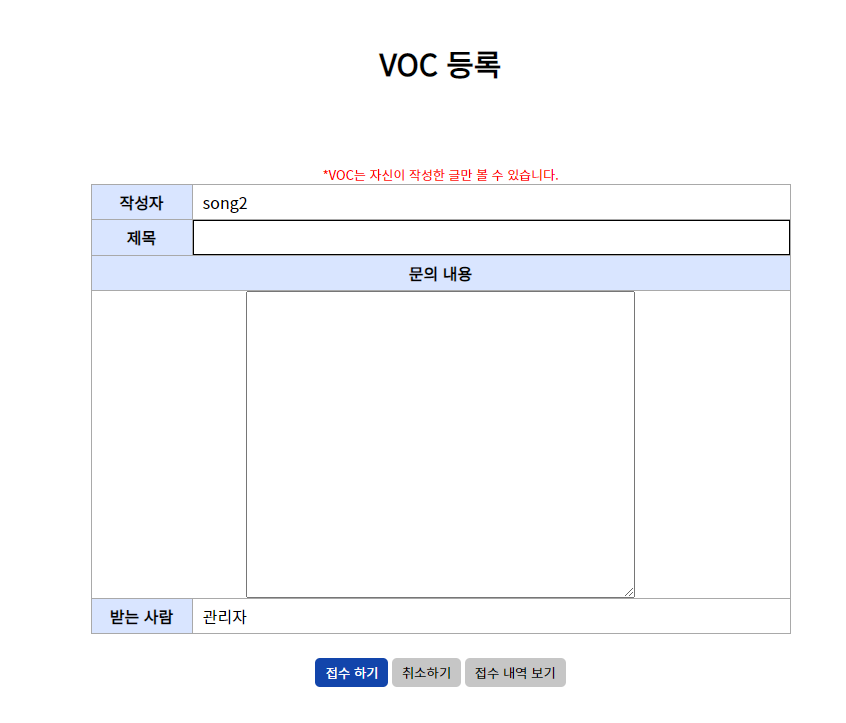 VOC 등록
*VOC는 자신이 작성한 글만 볼 수 있습니다.
작성자 song2
제목
문의 내용
받는 사람 관리자
접수 하기 취소하기 접수 내역 보기